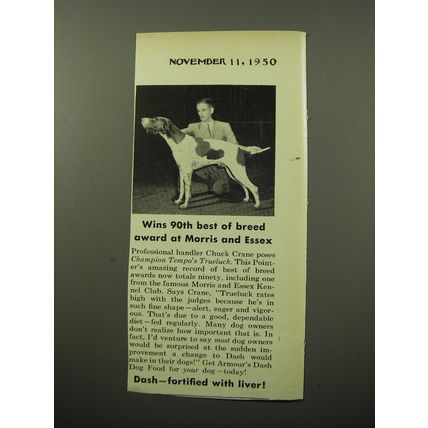 NOVEMBER 11, 1950
Wins 90th best of breed
award at Morris and Essex
Professional handler Chuck Crane poses
Champion Tempo's Trueluck. This Point-
er's amazing record of best of breed
awards now totals ninety, including one
from the famous Morris and Essex Ken-
nel Club. Says Crane, "Trueluck rates
high with the judges because he's in
such fine shape—alert, eager and vigor-
ous. That's due to a good, dependable
diet—fed regularly. Many dog owners
don't realize how important that is. In
fact, I'd venture to say most dog owners
would be surprised at the sudden im-
provement a change to Dash would
make in their dogs!" Get Armour's Dash
Dog Food for your dog—today!
Dash—fortified with liver!